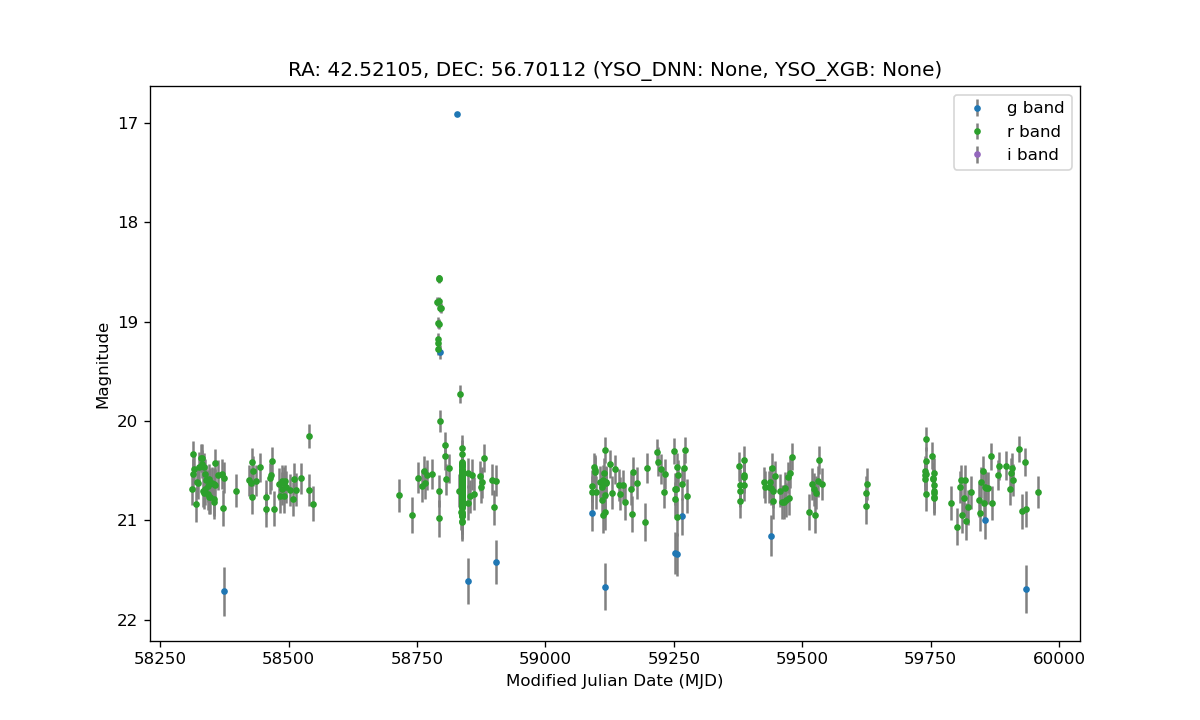 RA: 42.52105, DEC: 56.70112 (YSO_DNN: None, YSO_XGB: None)
g band
r band
i band
17
18
19
20
21
22
Magnitude
58250 58500 58750 59000 59250 59500 59750 60000
Modified Julian Date (MJD)